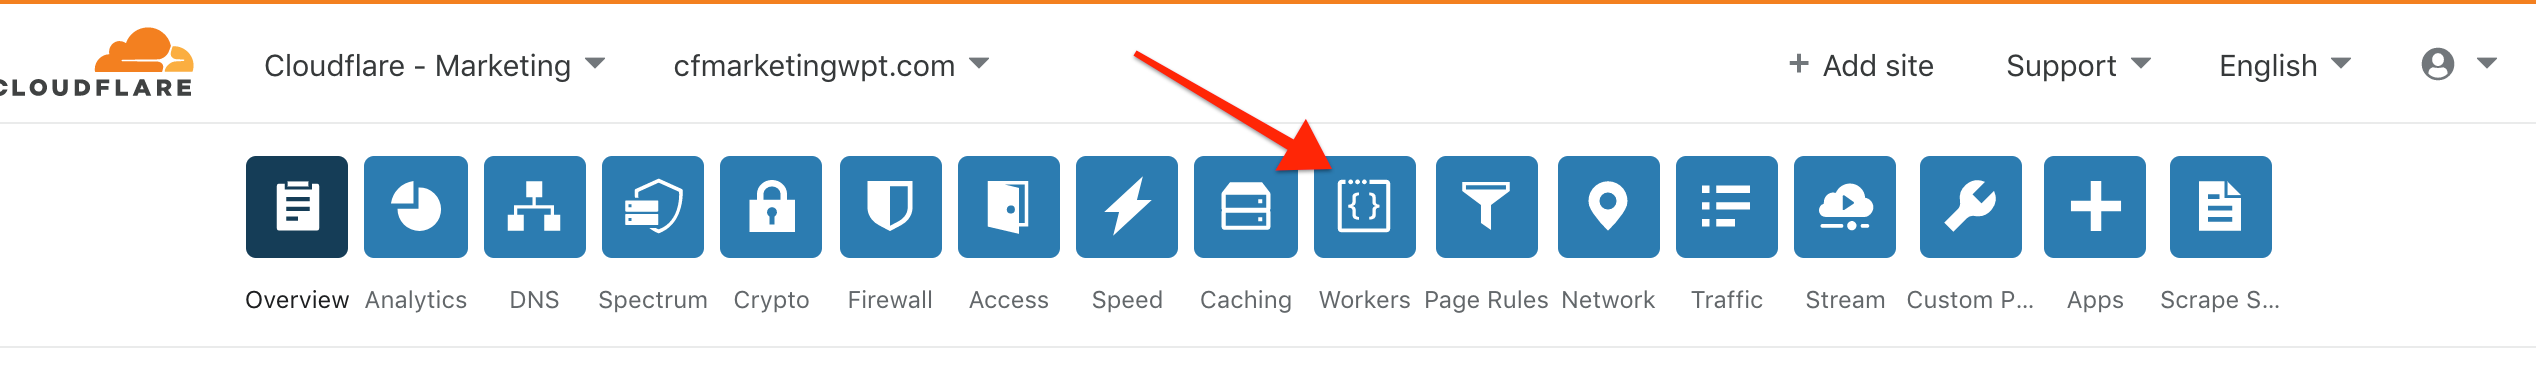 CLOUDFLARE
Cloudflare - Marketing
cfmarketingwpt.com
+ Add site
Support
English
{}
Overview Analytics DNS Spectrum Crypto Firewall Access Speed Caching Workers Page Rules Network Traffic Stream Custom P... Apps Scrape S...